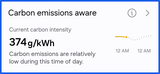 Carbon emissions aware
Current carbon intensity
374 g/kWh
Carbon emissions are relatively
low during this time of day.
12 AM 12 AM